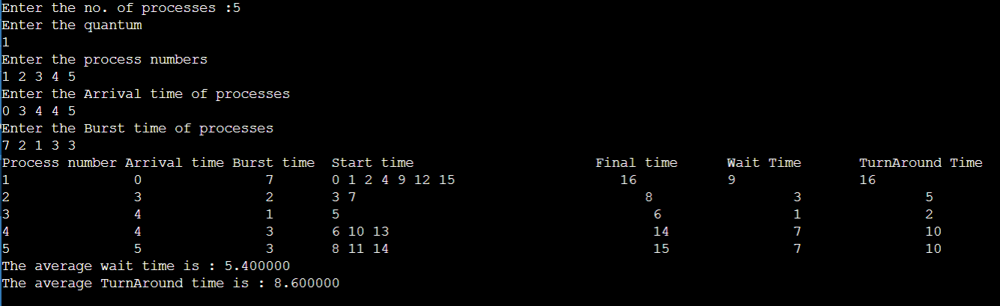 Enter the no. of processes :5
Enter the quantum
1
Enter the process numbers
1 2 3 4 5
Enter the Arrival time of processes
0 3 4 4 5
Enter the Burst time of processes
7 2 1 3 3
Process number Arrival time Burst time Start time Final time Wait Time TurnAround Time
1 0 7 0 1 2 4 9 12 15 16 9 16
2 3 2 3 7 8 3 5
3 4 1 5 6 1 2
4 4 3 6 10 13 14 7 10
5 5 3 8 11 14 15 7 10
The average wait time is : 5.400000
The average TurnAround time is : 8.600000